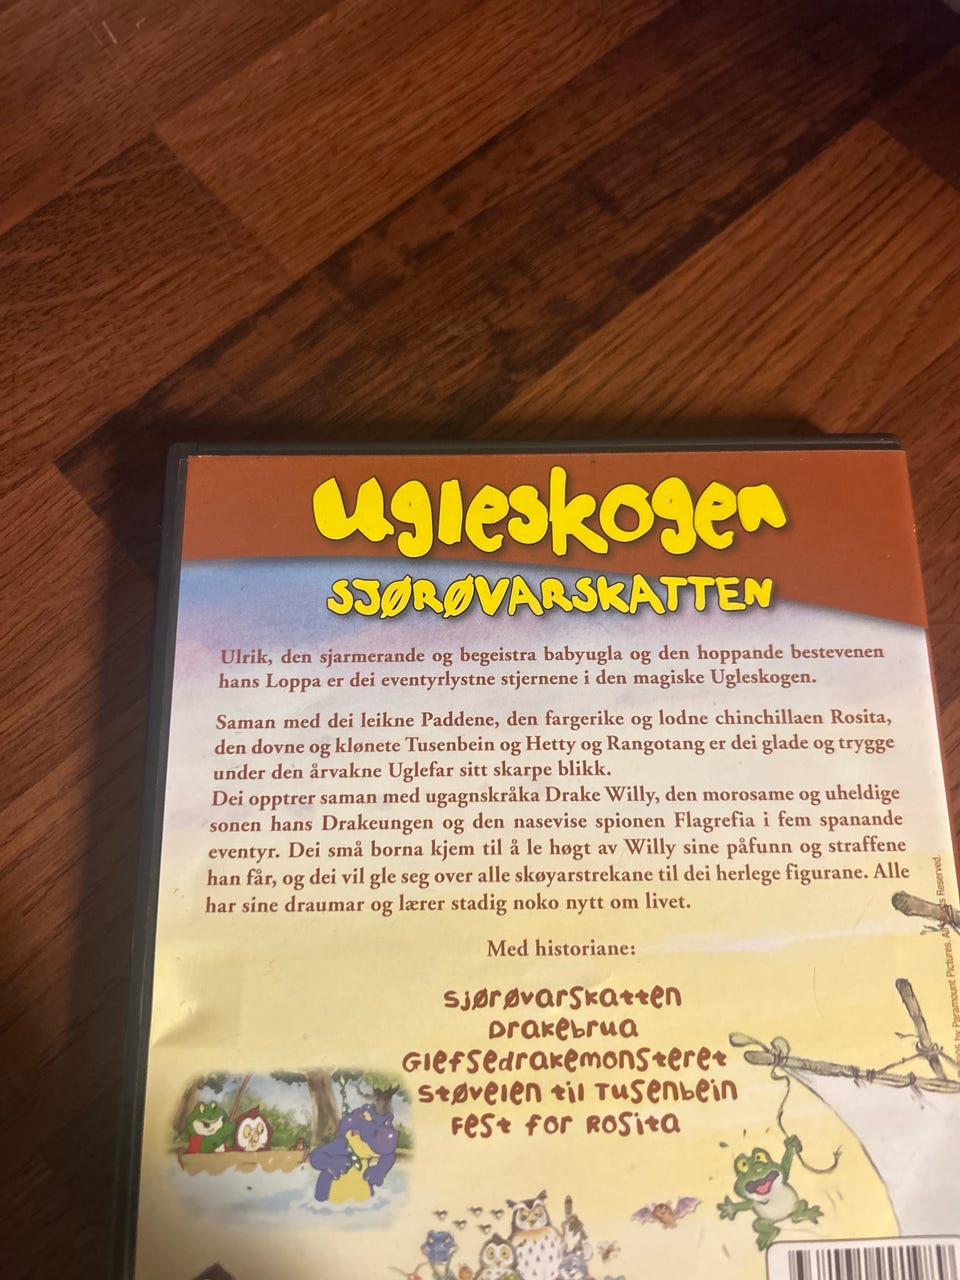 Ugleskogen
SJØRØVARSKATTEN
Ulrik, den sjarmerande og begeistra babyugla og den hoppande bestevenen
hans Loppa er dei eventyrlystne stjernene i den magiske Ugleskogen.
Saman med dei leikne Paddene, den fargerike og lodne chinchillaen Rosita,
den dovne og klønete Tusenbein og Hetty og Rangotang er dei glade og trygge
under den årvakne Uglefar sitt skarpe blikk.
Dei opptrer saman med ugagnskråka Drake Willy, den morosame og uheldige
sonen hans Drakeungen og den nasevise spionen Flagrefia i fem spanande
eventyr. Dei små borna kjem til å le høgt av Willy sine påfunn og straffene
han får, og dei vil gle seg over alle skøyarstrekane til dei herlege figurane. Alle
har sine draumar og lærer stadig noko nytt om livet.
Med historiane:
Sjørøvarskatten
Drakebrua
Glefsedrakemonsteret
Støvelen til Tusenbein
Fest for Rosita
by Paramount Pictures. All Rights Reserved.